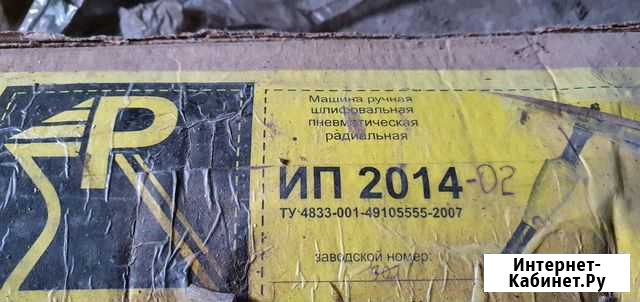 Р
Машина ручная
шлифовальная
пневматическая
радиальная
ИП 2014-02
ТУ 4833-001-49105555-2007
заводской номер:
Интернет-
Кабинет.Ру